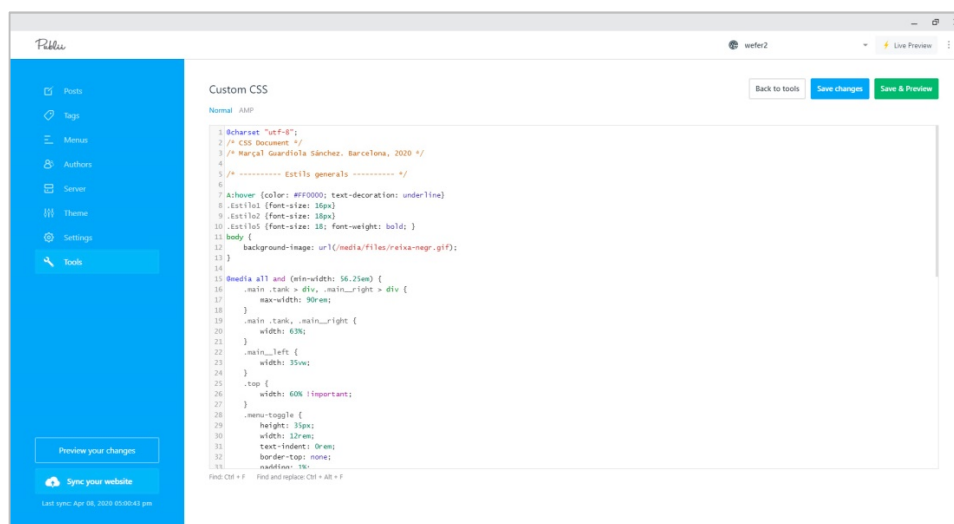 Publii
wefer2
Live Preview
Posts
Tags
Menus
Authors
Server
Theme
Settings
Tools
Preview your changes
Sync your website
Last sync: Apr 08, 2020 05:00:43 pm
Custom CSS
Back to tools
Save changes
Save & Preview
Normal AMP
1 @charset "utf-8";
2 /* CSS Document */
3 /* Marçal Guardiola Sánchez. Barcelona, 2020 */
4
5 /* ---------- Estils generals ---------- */
6
7 A:hover {color: #FF0000; text-decoration: underline}
8 .Estilo1 {font-size: 16px}
9 .Estilo2 {font-size: 18px}
10 .Estilo5 {font-size: 18; font-weight: bold; }
11 body {
12 background-image: url(/media/files/reixa-negr.gif);
13 }
14
15 @media all and (min-width: 56.25em) {
16 .main .tank > div, .main__right > div {
17 max-width: 90rem;
18 }
19 .main .tank, .main__right {
20 width: 63%;
21 }
22 .main__left {
23 width: 35vw;
24 }
25 .top {
26 width: 60% !important;
27 }
28 .menu-toggle {
29 height: 35px;
30 width: 12rem;
31 text-indent: 0rem;
32 border-top: none;
33 padding: 1%;
Find: Ctrl + F Find and replace: Ctrl + Alt + F